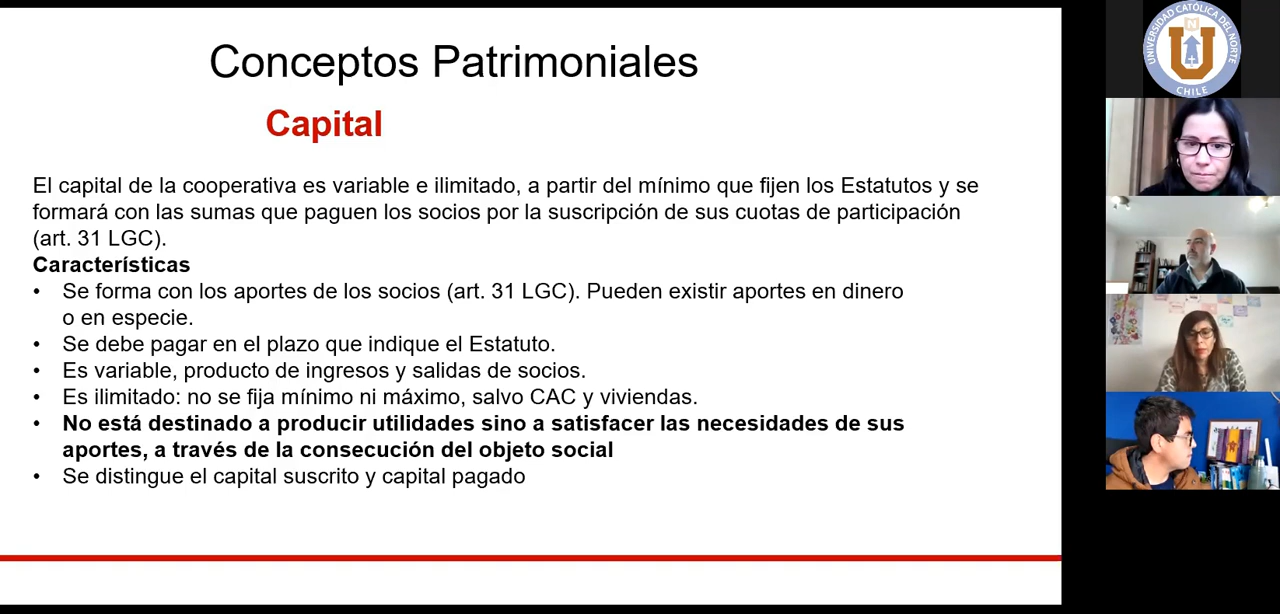 Conceptos Patrimoniales
Capital
El capital de la cooperativa es variable e ilimitado, a partir del mínimo que fijen los Estatutos y se
formará con las sumas que paguen los socios por la suscripción de sus cuotas de participación
(art. 31 LGC).
Características
• Se forma con los aportes de los socios (art. 31 LGC). Pueden existir aportes en dinero
o en especie.
• Se debe pagar en el plazo que indique el Estatuto.
• Es variable, producto de ingresos y salidas de socios.
• Es ilimitado: no se fija mínimo ni máximo, salvo CAC y viviendas.
• No está destinado a producir utilidades sino a satisfacer las necesidades de sus
aportes, a través de la consecución del objeto social
• Se distingue el capital suscrito y capital pagado
UNIVERSIDAD CATÓLICA DEL NORTE
N
U
CHILE